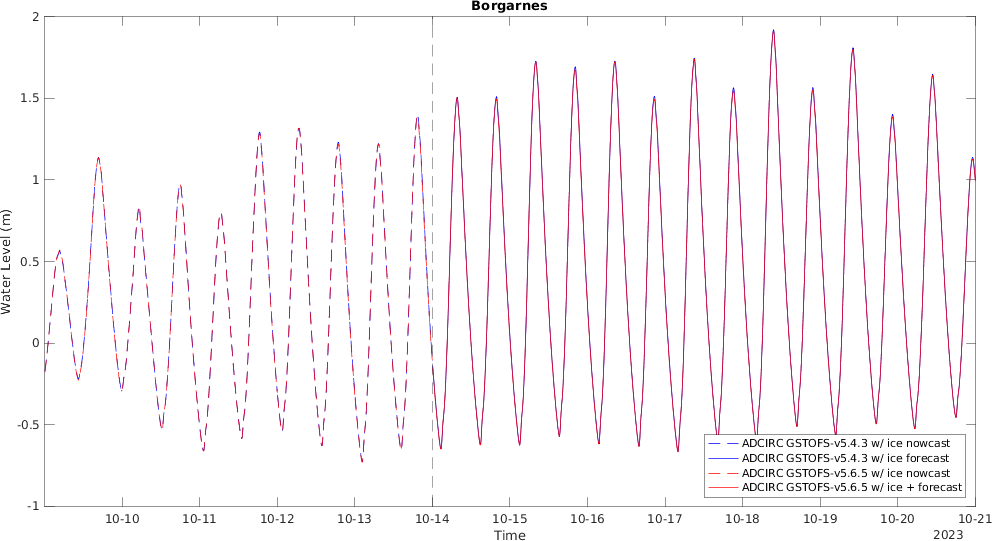 Borgarnes
2
1.5
1
0.5
0
-0.5
-1
Water Level (m)
10-10 10-11 10-12 10-13 10-14 10-15 10-16 10-17 10-18 10-19 10-20 10-21
Time
2023
ADCIRC GSTOFS-v5.4.3 w/ ice nowcast
ADCIRC GSTOFS-v5.4.3 w/ ice forecast
ADCIRC GSTOFS-v5.6.5 w/ ice nowcast
ADCIRC GSTOFS-v5.6.5 w/ ice + forecast